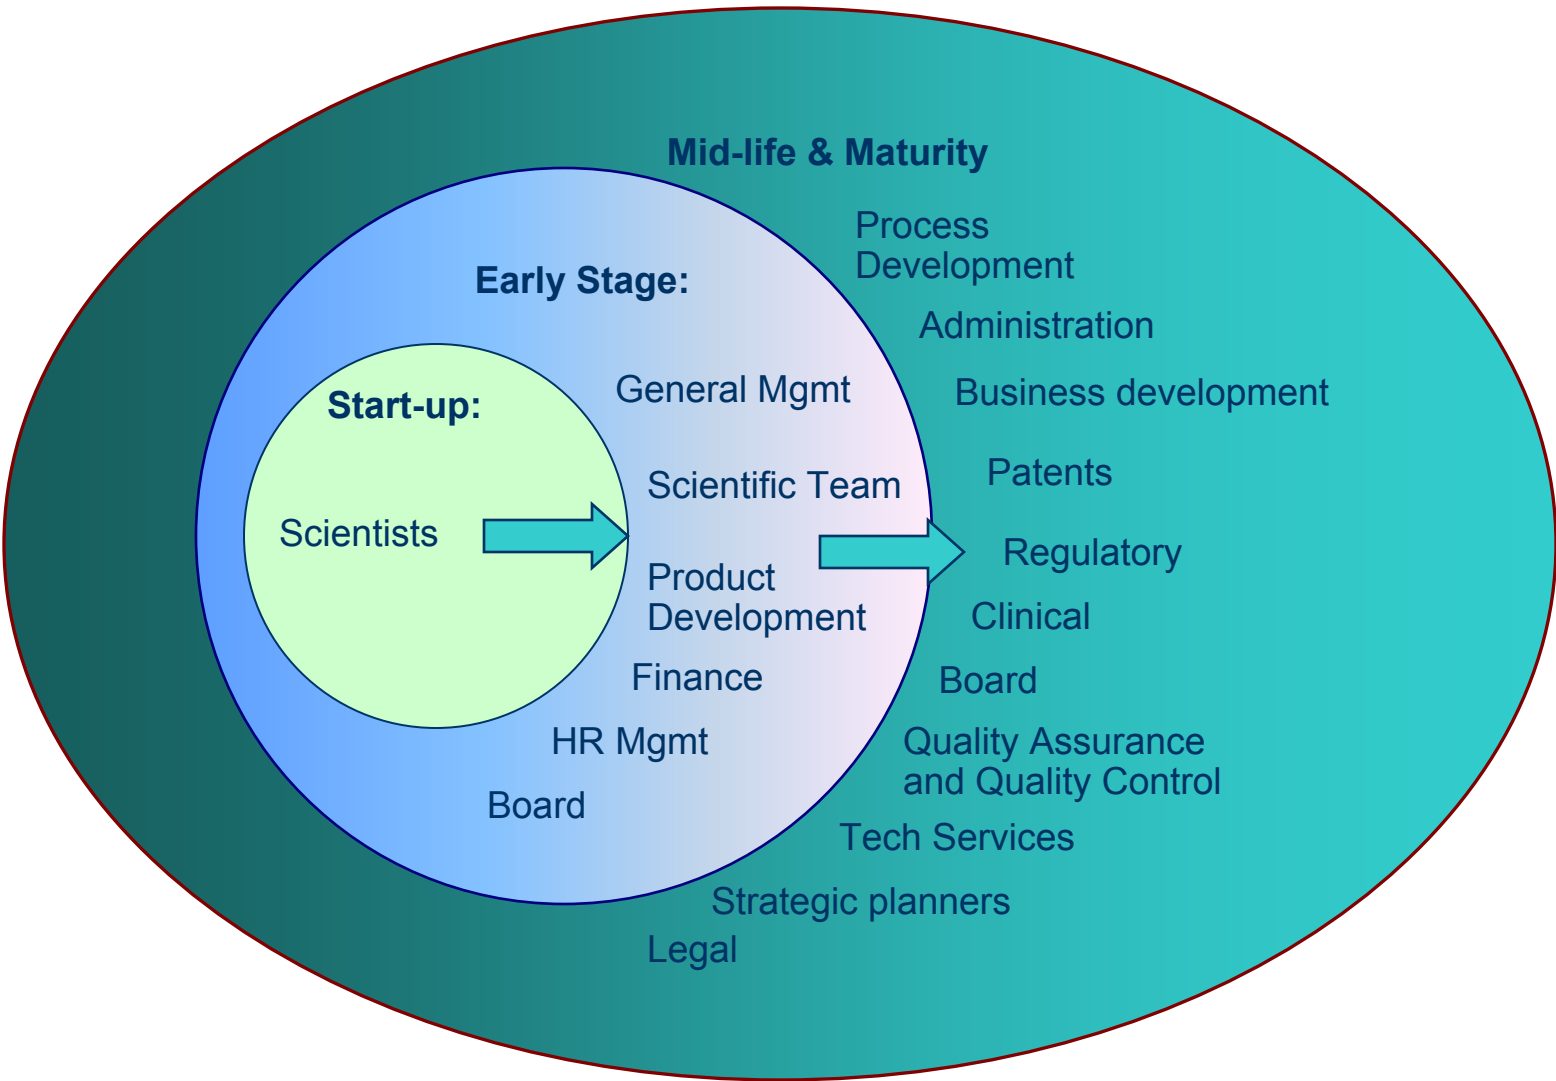 Mid-life & Maturity
Process
Development
Administration
Business development
Patents
Regulatory
Clinical
Board
Quality Assurance
and Quality Control
Tech Services
Strategic planners
Legal
Early Stage:
General Mgmt
Scientific Team
Product
Development
Finance
HR Mgmt
Board
Start-up:
Scientists